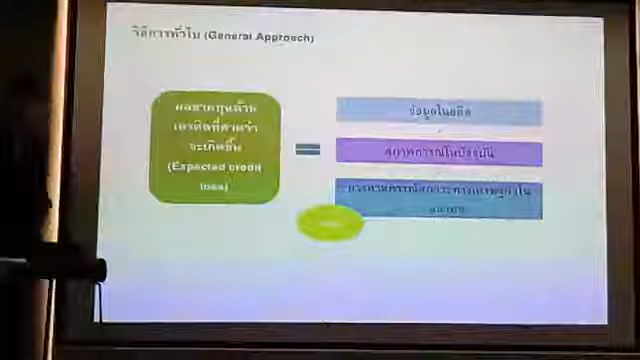 วิธีการทั่วไป (General Approach)
ผลขาดทุนด้าน
เครดิตที่คาดว่า
จะเกิดขึ้น
(Expected credit
loss)
ข้อมูลในอดีต
สภาพการณ์ในปัจจุบัน